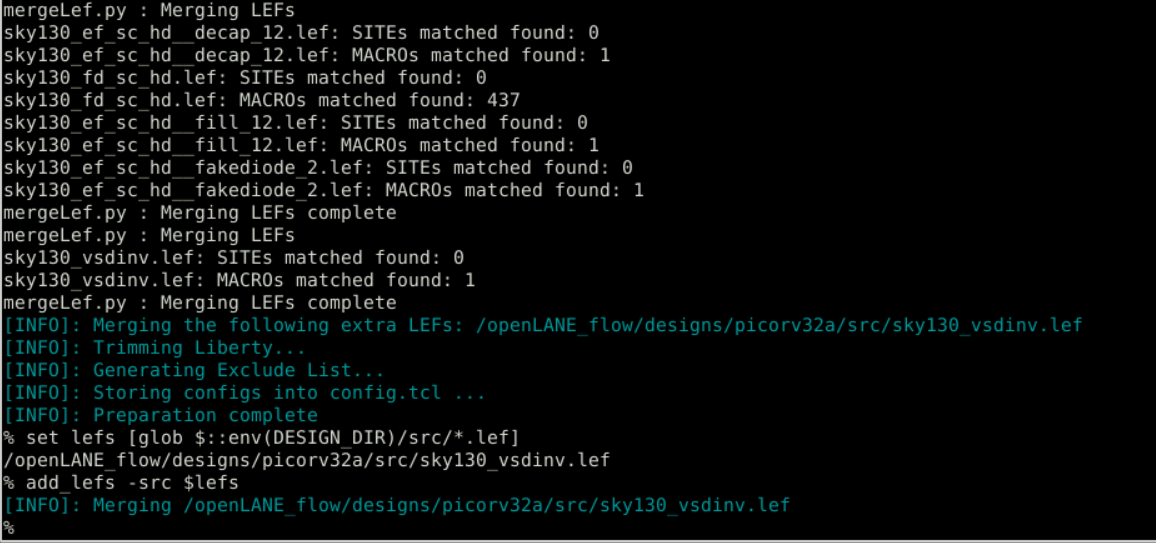 mergeLef.py : Merging LEFs
sky130_ef_sc_hd__decap_12.lef: SITEs matched found: 0
sky130_ef_sc_hd__decap_12.lef: MACROs matched found: 1
sky130_fd_sc_hd.lef: SITEs matched found: 0
sky130_fd_sc_hd.lef: MACROs matched found: 437
sky130_ef_sc_hd__fill_12.lef: SITEs matched found: 0
sky130_ef_sc_hd__fill_12.lef: MACROs matched found: 1
sky130_ef_sc_hd__fakediode_2.lef: SITEs matched found: 0
sky130_ef_sc_hd__fakediode_2.lef: MACROs matched found: 1
mergeLef.py : Merging LEFs complete
mergeLef.py : Merging LEFs
sky130_vsdinv.lef: SITEs matched found: 0
sky130_vsdinv.lef: MACROs matched found: 1
mergeLef.py : Merging LEFs complete
[INFO]: Merging the following extra LEFs: /openLANE_flow/designs/picorv32a/src/sky130_vsdinv.lef
[INFO]: Trimming Liberty...
[INFO]: Generating Exclude List...
[INFO]: Storing configs into config.tcl ...
[INFO]: Preparation complete
% set lefs [glob $::env(DESIGN_DIR)/src/*.lef]
/openLANE_flow/designs/picorv32a/src/sky130_vsdinv.lef
% add_lefs -src $lefs
[INFO]: Merging /openLANE_flow/designs/picorv32a/src/sky130_vsdinv.lef
%